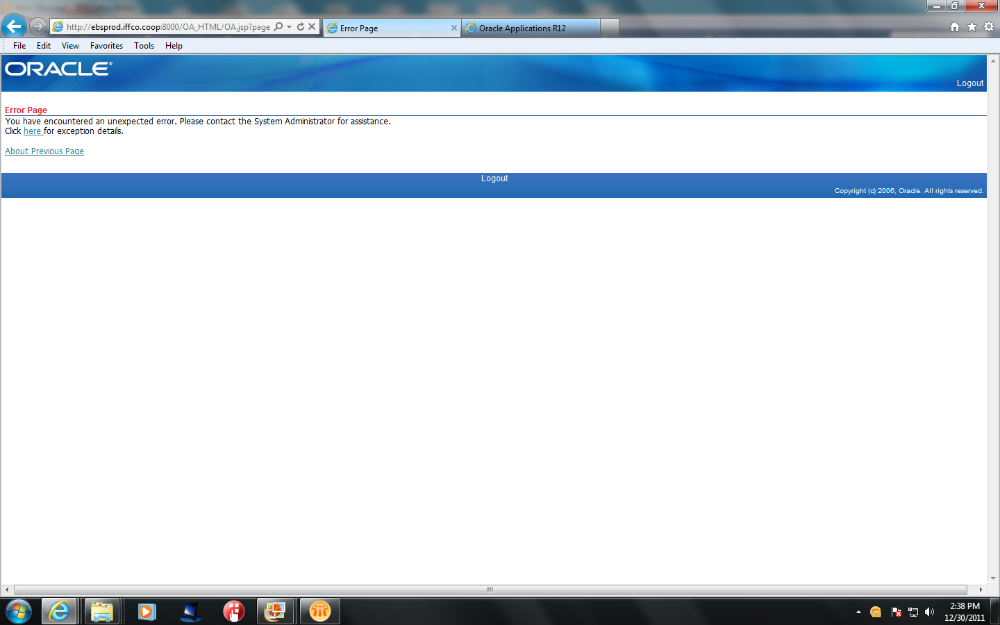 http://ebsprod.iffco.coop:8000/OA_HTML/OA.jsp?page
Error Page
Oracle Applications R12
File Edit View Favorites Tools Help
ORACLE®
Logout
Error Page
You have encountered an unexpected error. Please contact the System Administrator for assistance.
Click here for exception details.
About Previous Page
Logout
Copyright (c) 2006, Oracle. All rights reserved.
2:38 PM
12/30/2011